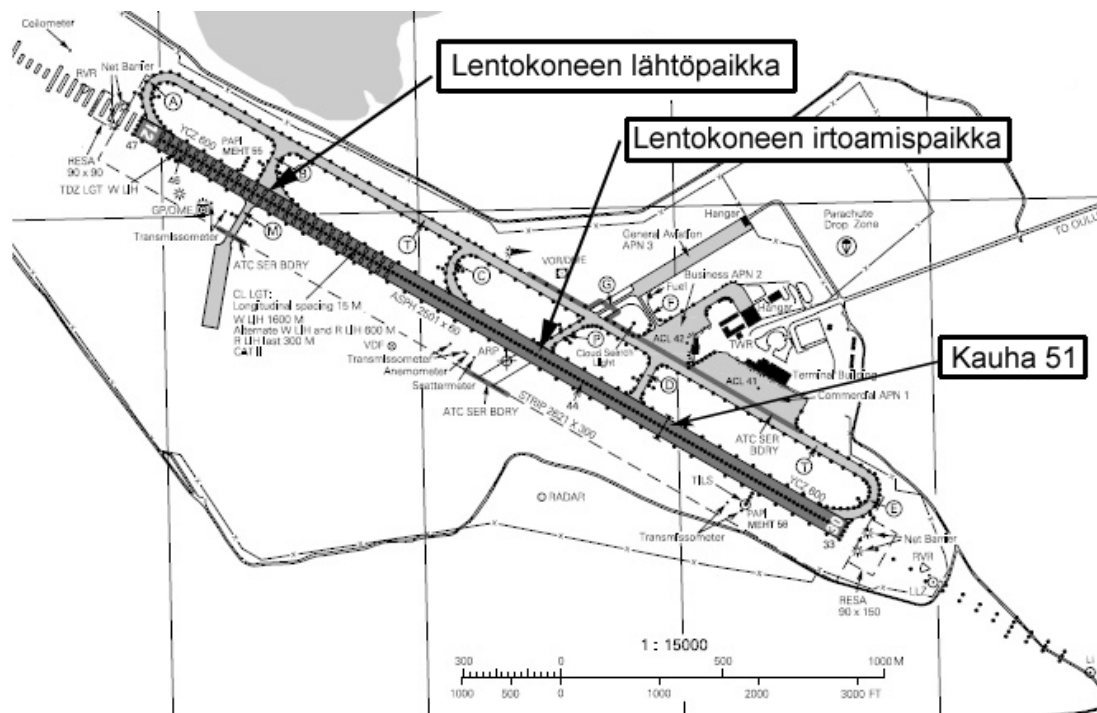 Ceilometer
RVR
Net Barrier
Lentokoneen lähtöpaikka
A
12
YCZ 600
PAPI
MEHT 55
47
RESA
90 x 90
46
TDZ LGT W LIH
B
Lentokoneen irtoamispaikka
GP/DME
Transmissometer
M
T
ATC SER BDRY
Hangar
General Aviation
APN 3
Parachute
Drop Zone
TO OULU
VOR/DME
C
G
Business APN 2
Fuel
F
Hangar
CL LGT:
Longitudinal spacing 15 M
W LIH 1600 M
Alternate W LIH and R LIH 600 M
R LIH last 300 M
CAT II
ASPH 2501 x 60
VDF
ARP
P
Cloud Search
Light
ACL 42
TWR
Kauha 51
Transmissometer
Anemometer
Scattermeter
ACL 41
Terminal Building
D
Commercial APN 1
44
ATC SER BDRY
STRIP 2621 X 300
ATC SER
BDRY
T
TILS
YCZ 600
RADAR
E
PAPI
MEHT 56
30
33
Transmissometer
Net Barrier
RVR
LLZ
RESA
90 x 150
1 : 15000
300 0 500 1000 M
1000 500 0 1000 2000 3000 FT
LI